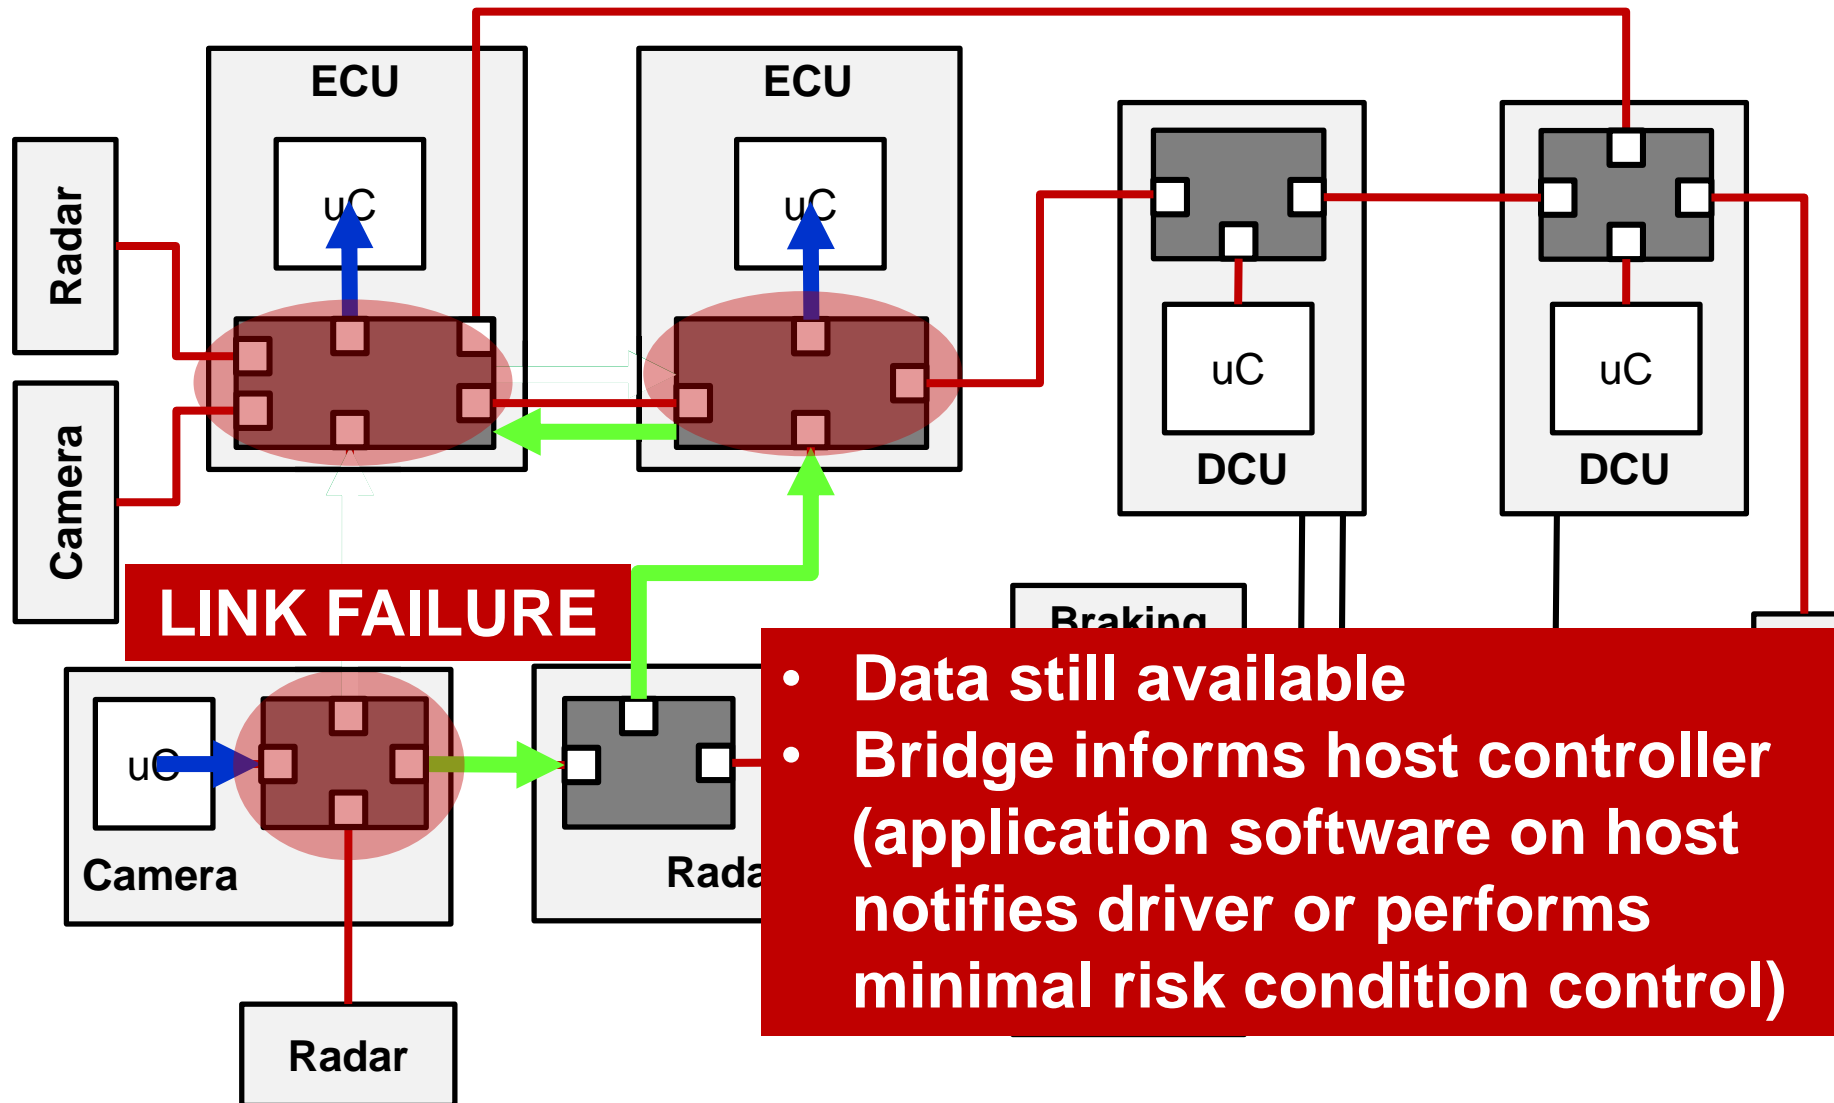 ECU
ECU
Radar
uC
uC
uC
uC
Camera
DCU
DCU
LINK FAILURE
Braking
• Data still available
• Bridge informs host controller
(application software on host
notifies driver or performs
minimal risk condition control)
uC
Camera
Rada
Radar